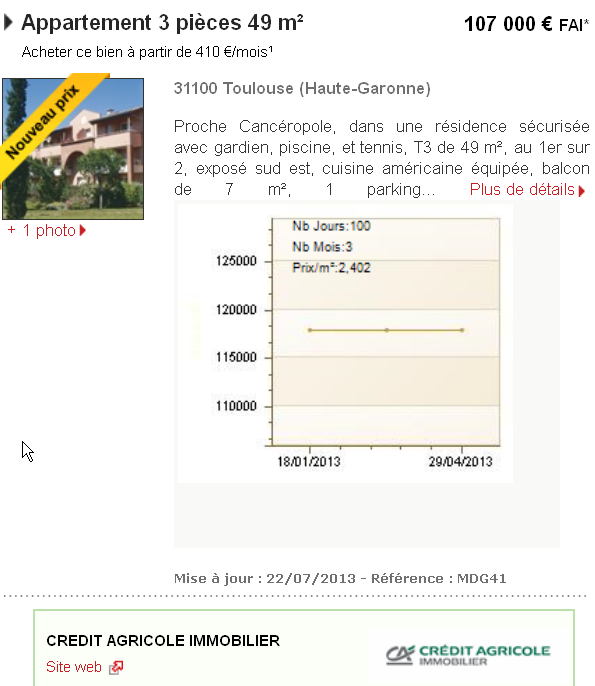 Appartement 3 pièces 49 m²
107 000 € FAI*
Acheter ce bien à partir de 410 €/mois¹
Nouveau prix
31100 Toulouse (Haute-Garonne)
Proche Cancéropole, dans une résidence sécurisée
avec gardien, piscine, et tennis, T3 de 49 m², au 1er sur
2, exposé sud est, cuisine américaine équipée, balcon
de 7 m², 1 parking... Plus de détails
+ 1 photo
Nb Jours:100
Nb Mois:3
Prix/m²:2,402
125000
120000
115000
110000
18/01/2013
29/04/2013
Mise à jour : 22/07/2013 - Référence : MDG41
CREDIT AGRICOLE IMMOBILIER
Site web
CRÉDIT AGRICOLE
IMMOBILIER